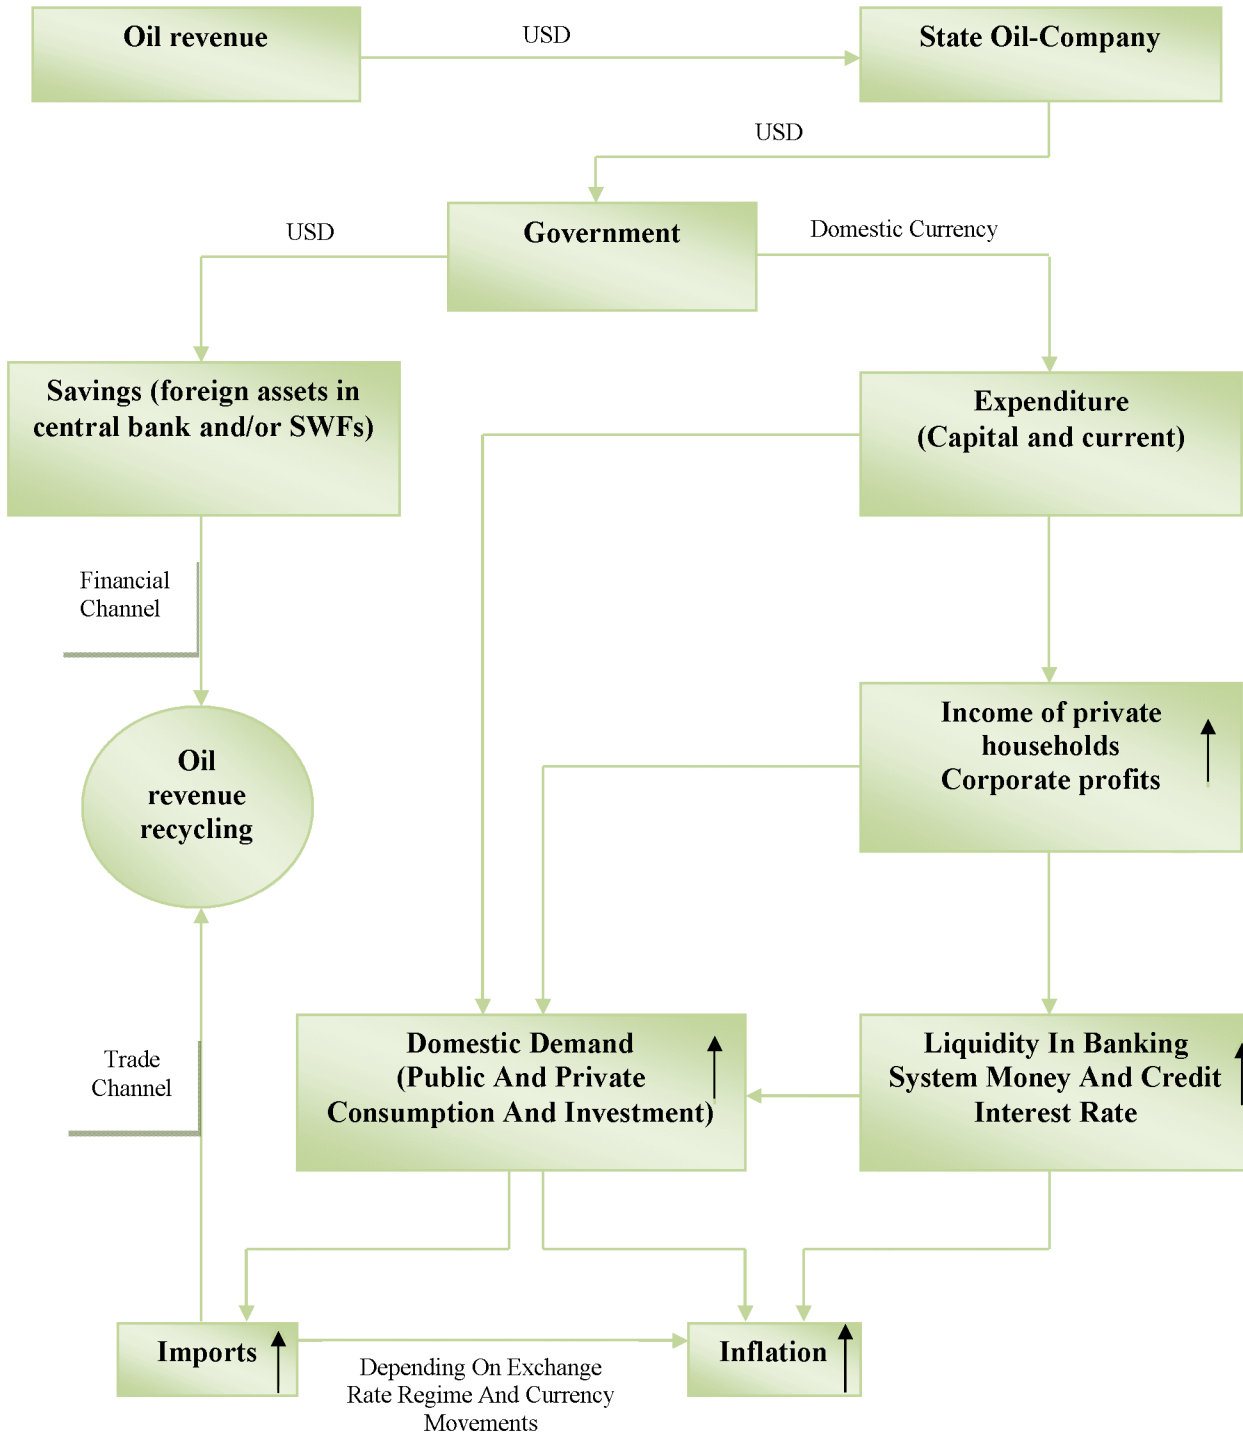 Oil revenue
USD
State Oil-Company
USD
Government
USD
Domestic Currency
Savings (foreign assets in
central bank and/or SWFs)
Expenditure
(Capital and current)
Financial
Channel
Income of private
households
Corporate profits
Oil
revenue
recycling
Trade
Channel
Domestic Demand
(Public And Private
Consumption And Investment)
Liquidity In Banking
System Money And Credit
Interest Rate
Imports
Depending On Exchange
Rate Regime And Currency
Movements
Inflation